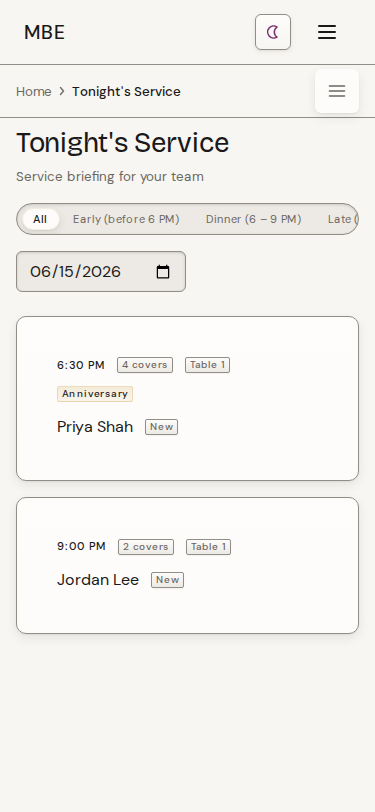 MBE
Home > Tonight's Service
Tonight's Service
Service briefing for your team
All Early (before 6 PM) Dinner (6 – 9 PM) Late (
06/15/2026
6:30 PM 4 covers Table 1
Anniversary
Priya Shah New
9:00 PM 2 covers Table 1
Jordan Lee New